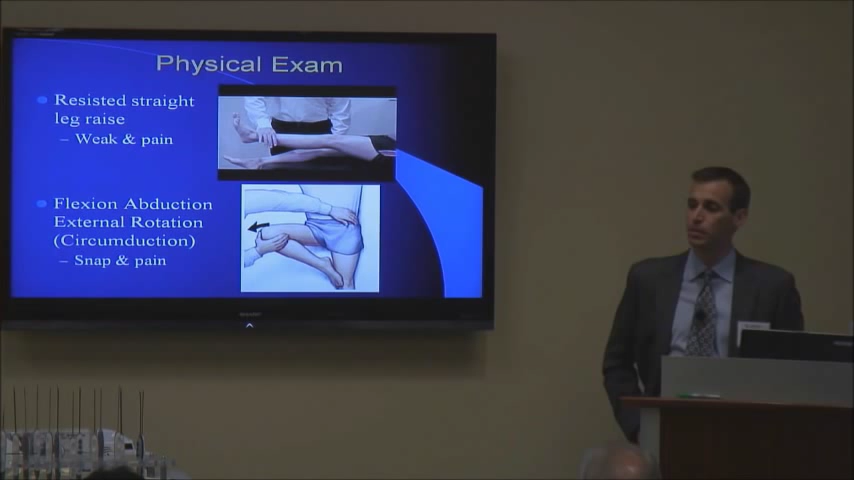 Physical Exam
Resisted straight
leg raise
– Weak & pain
Flexion Abduction
External Rotation
(Circumduction)
– Snap & pain